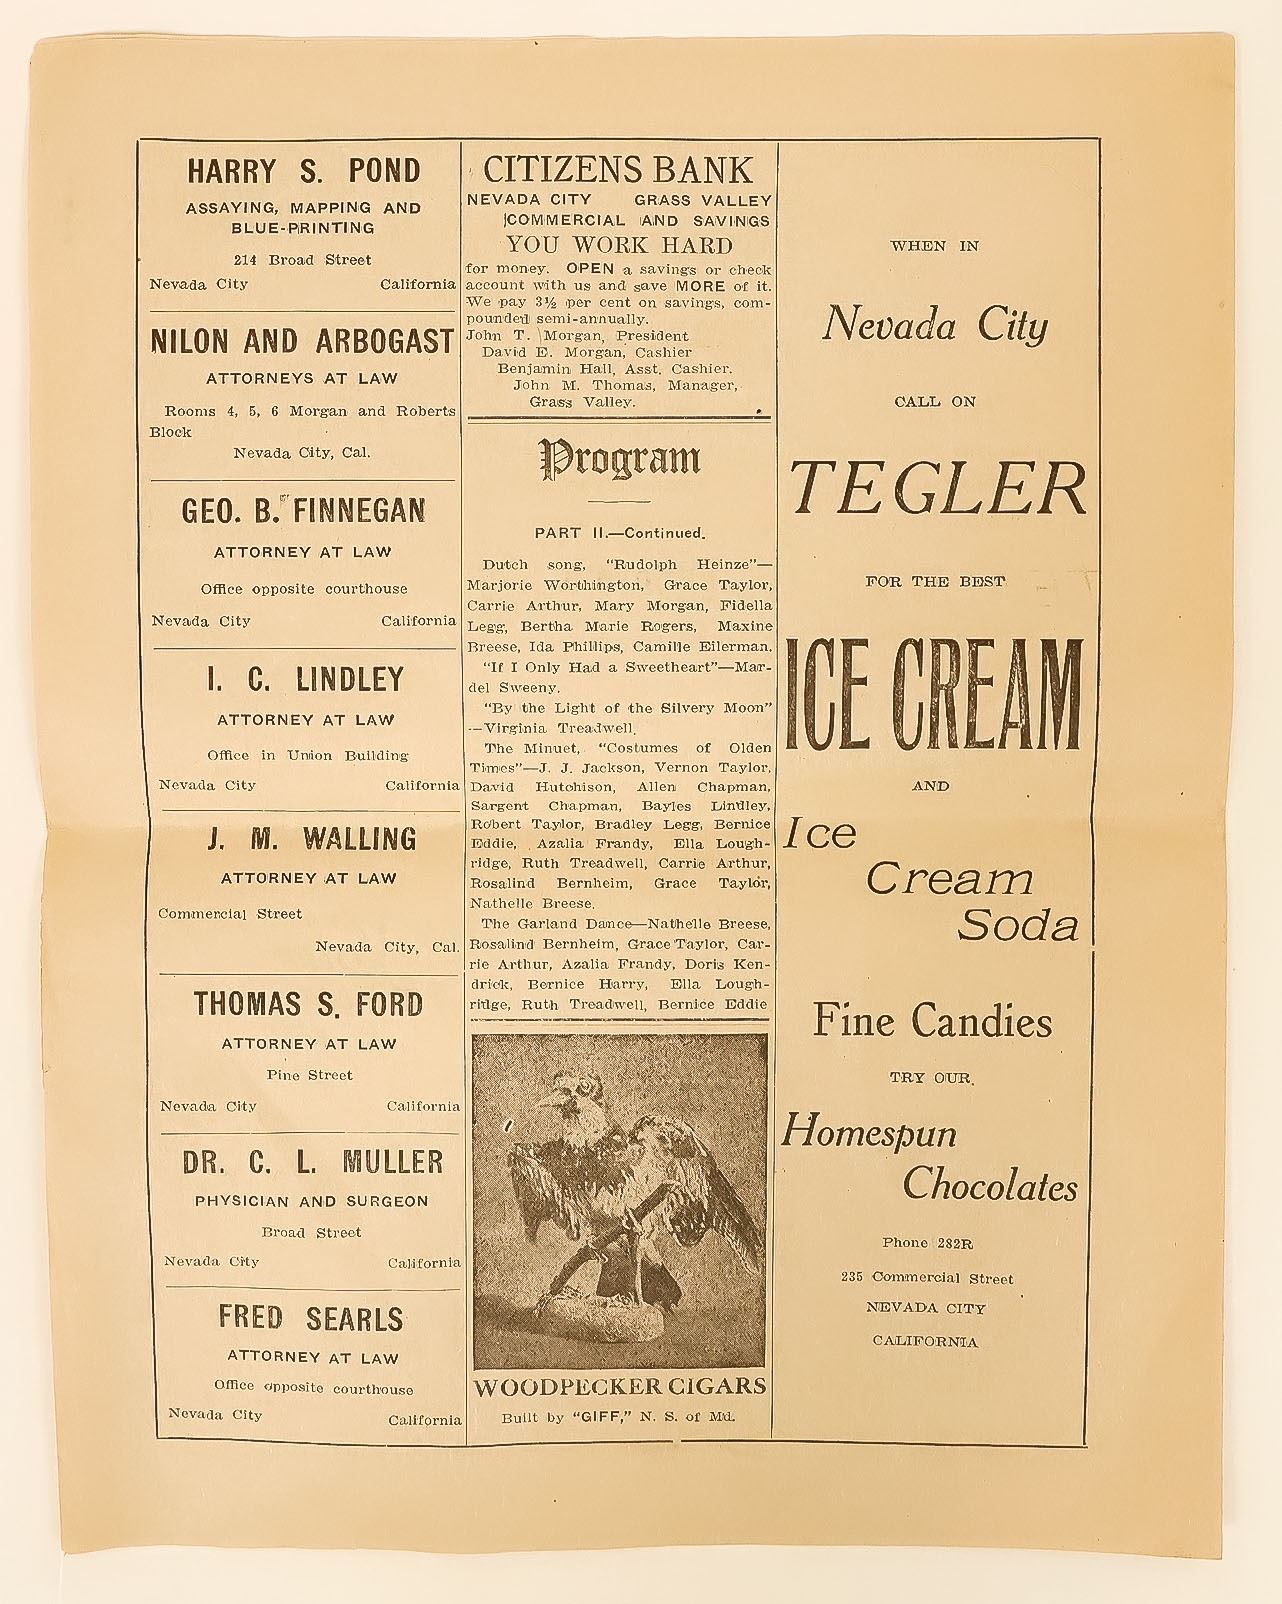 HARRY S. POND
ASSAYING, MAPPING AND
BLUE-PRINTING
214 Broad Street
Nevada City California
NILON AND ARBOGAST
ATTORNEYS AT LAW
Rooms 4, 5, 6 Morgan and Roberts
Block
Nevada City, Cal.
GEO. B. FINNEGAN
ATTORNEY AT LAW
Office opposite courthouse
Nevada City California
I. C. LINDLEY
ATTORNEY AT LAW
Office in Union Building
Nevada City California
J. M. WALLING
ATTORNEY AT LAW
Commercial Street
Nevada City, Cal.
THOMAS S. FORD
ATTORNEY AT LAW
Pine Street
Nevada City California
DR. C. L. MULLER
PHYSICIAN AND SURGEON
Broad Street
Nevada City California
FRED SEARLS
ATTORNEY AT LAW
Office opposite courthouse
Nevada City California
CITIZENS BANK
NEVADA CITY GRASS VALLEY
COMMERCIAL AND SAVINGS
YOU WORK HARD
for money. OPEN a savings or check
account with us and save MORE of it.
We pay 3½ per cent on savings, com-
pounded semi-annually.
John T. Morgan, President
David E. Morgan, Cashier
Benjamin Hall, Asst. Cashier.
John M. Thomas, Manager,
Grass Valley.
Program
PART II.—Continued.
Dutch song, "Rudolph Heinze"—
Marjorie Worthington, Grace Taylor,
Carrie Arthur, Mary Morgan, Fidella
Legg, Bertha Marie Rogers, Maxine
Breese, Ida Phillips, Camille Eilerman.
"If I Only Had a Sweetheart"—Mar-
del Sweeny.
"By the Light of the Silvery Moon"
—Virginia Treadwell.
The Minuet, "Costumes of Olden
Times"—J. J. Jackson, Vernon Taylor,
David Hutchison, Allen Chapman,
Sargent Chapman, Bayles Lindley,
Robert Taylor, Bradley Legg, Bernice
Eddie, Azalia Frandy, Ella Lough-
ridge, Ruth Treadwell, Carrie Arthur,
Rosalind Bernheim, Grace Taylor,
Nathelle Breese.
The Garland Dance—Nathelle Breese,
Rosalind Bernheim, Grace Taylor, Car-
rie Arthur, Azalia Frandy, Doris Ken-
drick, Bernice Harry, Ella Lough-
ridge, Ruth Treadwell, Bernice Eddie
WOODPECKER CIGARS
Built by "GIFF," N. S. of Md.
WHEN IN
Nevada City
CALL ON
TEGLER
FOR THE BEST
ICE CREAM
AND
Ice
Cream
Soda
Fine Candies
TRY OUR
Homespun
Chocolates
Phone 282R
235 Commercial Street
NEVADA CITY
CALIFORNIA